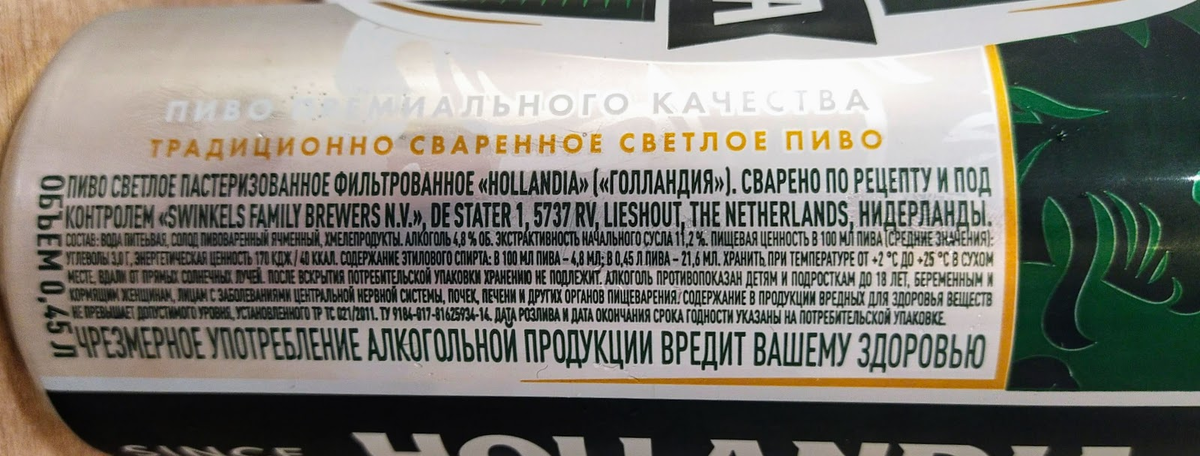 A
ПИВО ПРЕМИАЛЬНОГО КАЧЕСТВА
ТРАДИЦИОННО СВАРЕННОЕ СВЕТЛОЕ ПИВО
ПИВО СВЕТЛОЕ ПАСТЕРИЗОВАННОЕ ФИЛЬТРОВАННОЕ «HOLLANDIA» («ГОЛЛАНДИЯ»). СВАРЕНО ПО РЕЦЕПТУ И ПОД
КОНТРОЛЕМ «SWINKELS FAMILY BREWERS N.V.», DE STATER 1, 5737 RV, LIESHOUT, THE NETHERLANDS, НИДЕРЛАНДЫ.
СОСТАВ: ВОДА ПИТЬЕВАЯ, СОЛОД ПИВОВАРЕННЫЙ ЯЧМЕННЫЙ, ХМЕЛЕПРОДУКТЫ. АЛКОГОЛЬ 4,8 % ОБ. ЭКСТРАКТИВНОСТЬ НАЧАЛЬНОГО СУСЛА 11,2 %. ПИЩЕВАЯ ЦЕННОСТЬ В 100 МЛ ПИВА (СРЕДНИЕ ЗНАЧЕНИЯ):
УГЛЕВОДЫ 3,0 Г, ЭНЕРГЕТИЧЕСКАЯ ЦЕННОСТЬ 170 КДЖ / 40 ККАЛ. СОДЕРЖАНИЕ ЭТИЛОВОГО СПИРТА: В 100 МЛ ПИВА – 4,8 МЛ; В 0,45 Л ПИВА – 21,6 МЛ. ХРАНИТЬ ПРИ ТЕМПЕРАТУРЕ ОТ +2 °С ДО +25 °С В СУХОМ
МЕСТЕ, ВДАЛИ ОТ ПРЯМЫХ СОЛНЕЧНЫХ ЛУЧЕЙ. ПОСЛЕ ВСКРЫТИЯ ПОТРЕБИТЕЛЬСКОЙ УПАКОВКИ ХРАНЕНИЮ НЕ ПОДЛЕЖИТ. АЛКОГОЛЬ ПРОТИВОПОКАЗАН ДЕТЯМ И ПОДРОСТКАМ ДО 18 ЛЕТ, БЕРЕМЕННЫМ И
КОРМЯЩИМ ЖЕНЩИНАМ, ЛИЦАМ С ЗАБОЛЕВАНИЯМИ ЦЕНТРАЛЬНОЙ НЕРВНОЙ СИСТЕМЫ, ПОЧЕК, ПЕЧЕНИ И ДРУГИХ ОРГАНОВ ПИЩЕВАРЕНИЯ. СОДЕРЖАНИЕ В ПРОДУКЦИИ ВРЕДНЫХ ДЛЯ ЗДОРОВЬЯ ВЕЩЕСТВ
НЕ ПРЕВЫШАЕТ ДОПУСТИМОГО УРОВНЯ, УСТАНОВЛЕННОГО ТР ТС 021/2011. ТУ 9184-017-81625934-14. ДАТА РОЗЛИВА И ДАТА ОКОНЧАНИЯ СРОКА ГОДНОСТИ УКАЗАНЫ НА ПОТРЕБИТЕЛЬСКОЙ УПАКОВКЕ.
ЧРЕЗМЕРНОЕ УПОТРЕБЛЕНИЕ АЛКОГОЛЬНОЙ ПРОДУКЦИИ ВРЕДИТ ВАШЕМУ ЗДОРОВЬЮ
ОБЪЕМ 0,45 Л
SINCE
HOLLANDIA